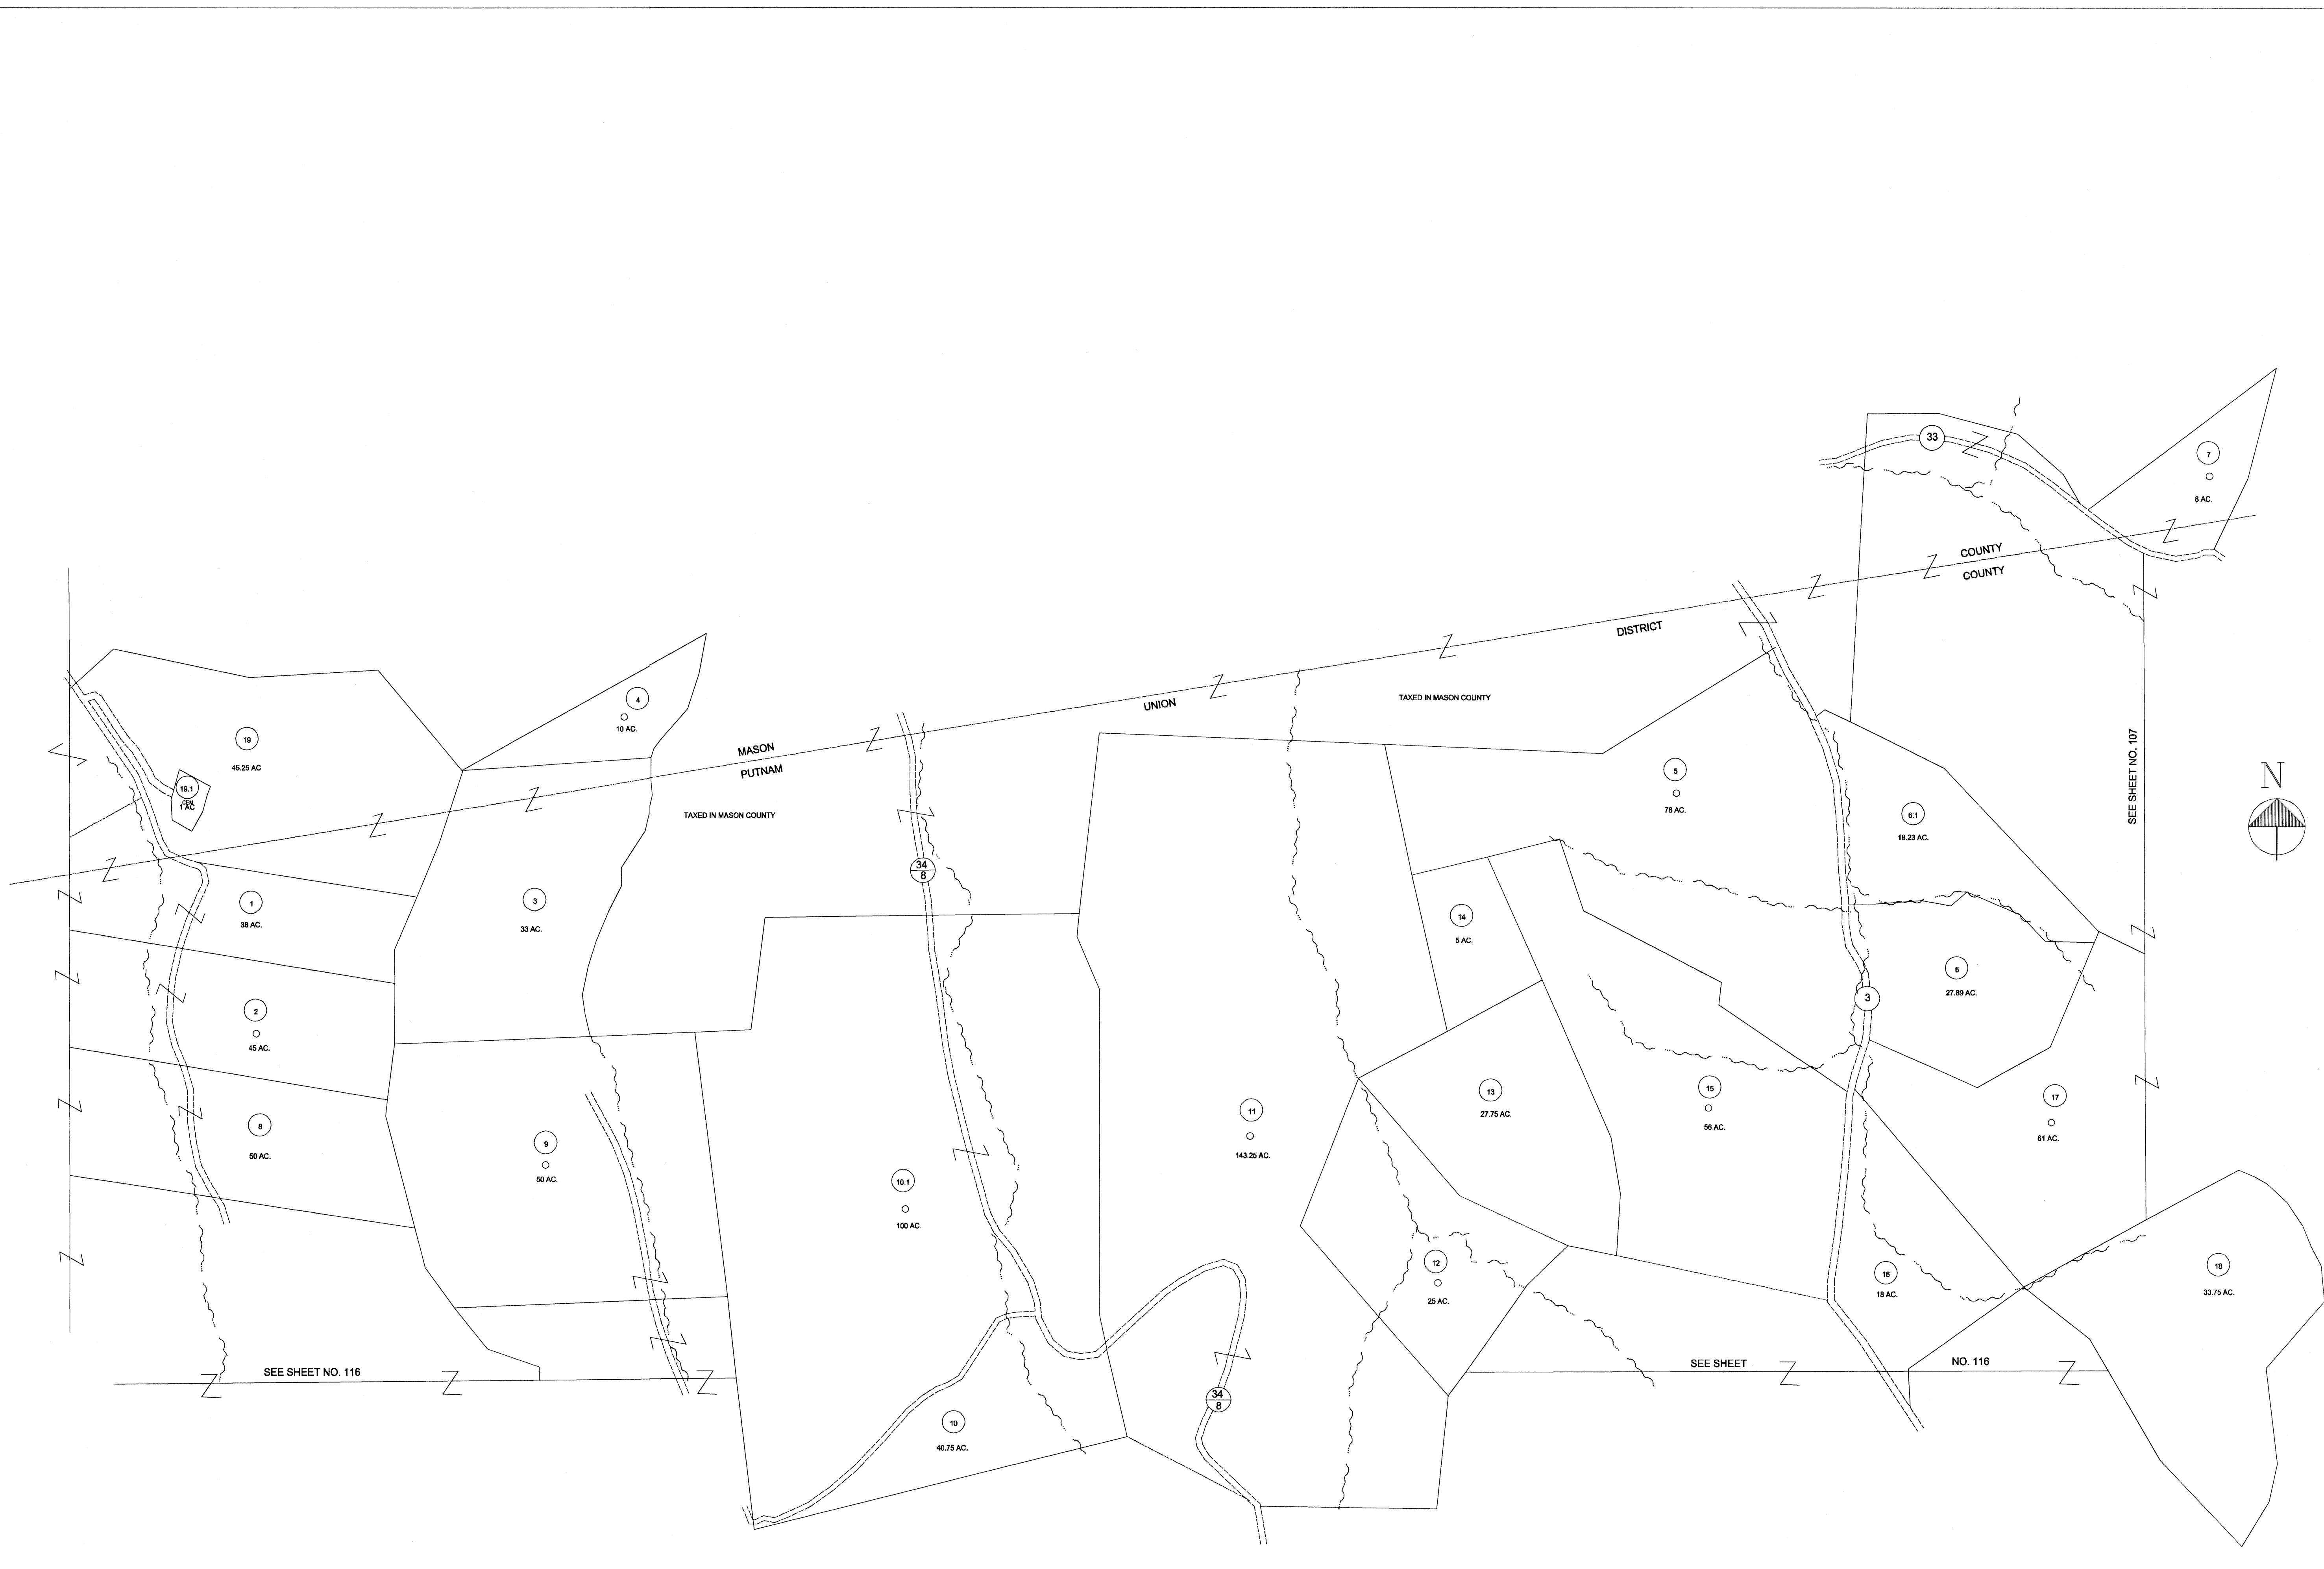 33
7
8 AC.
COUNTY
COUNTY
DISTRICT
UNION
MASON
PUTNAM
TAXED IN MASON COUNTY
TAXED IN MASON COUNTY
SEE SHEET NO. 107
N
4
10 AC.
19
45.25 AC
19.1
CEM.
1 AC
5
78 AC.
6.1
18.23 AC.
34
8
1
38 AC.
3
33 AC.
14
5 AC.
6
27.89 AC.
3
2
45 AC.
13
27.75 AC.
15
56 AC.
17
61 AC.
11
143.25 AC.
8
50 AC.
9
50 AC.
10.1
100 AC.
12
25 AC.
16
18 AC.
18
33.75 AC.
SEE SHEET NO. 116
SEE SHEET
NO. 116
34
8
10
40.75 AC.